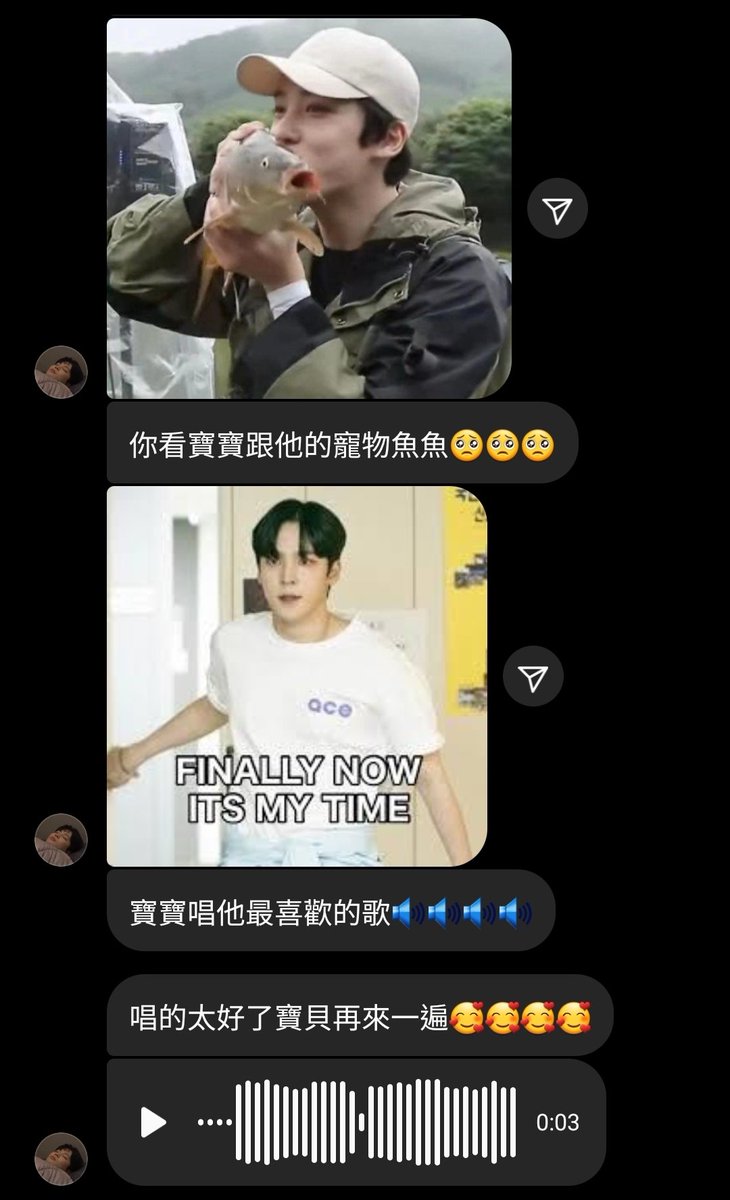 你看寶寶跟他的寵物魚魚🥺🥺🥺
ace
FINALLY NOW
ITS MY TIME
寶寶唱他最喜歡的歌🔊🔊🔊🔊
唱的太好了寶貝再來一遍🥰🥰🥰🥰
0:03